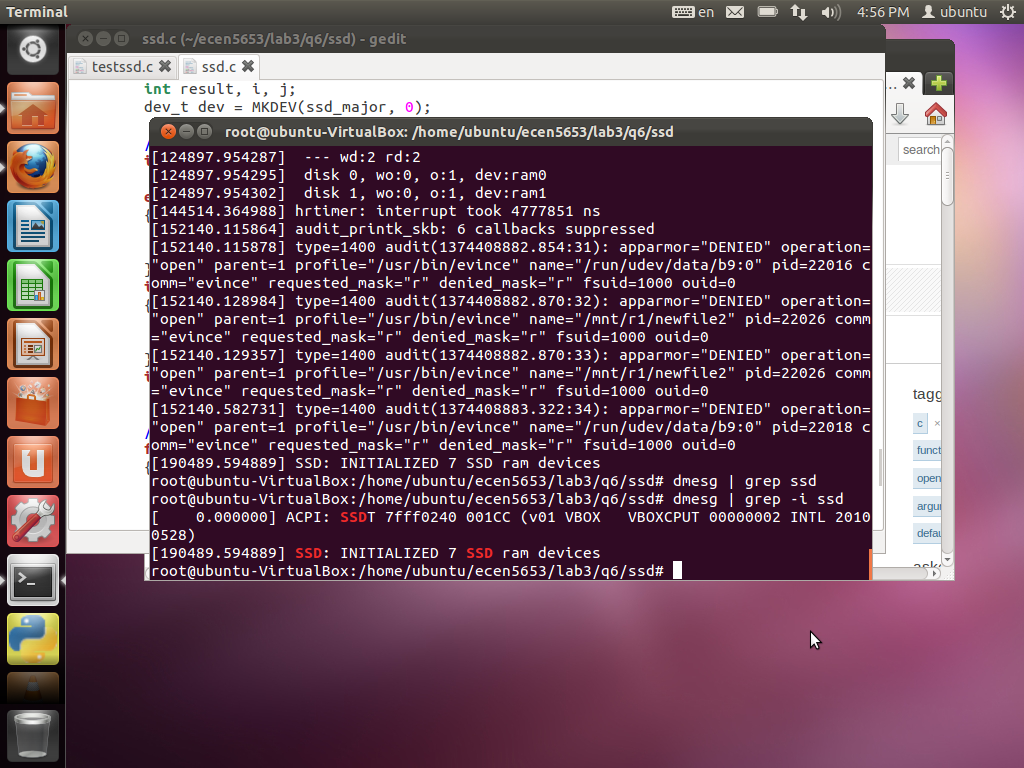 Terminal
en
4:56 PM
ubuntu
ssd.c (~/ecen5653/lab3/q6/ssd) - gedit
testssd.c
ssd.c
int result, i, j;
dev_t dev = MKDEV(ssd_major, 0);
root@ubuntu-VirtualBox: /home/ubuntu/ecen5653/lab3/q6/ssd
[124897.954287]  --- wd:2 rd:2
[124897.954295]  disk 0, wo:0, o:1, dev:ram0
[124897.954302]  disk 1, wo:0, o:1, dev:ram1
[144514.364988] hrtimer: interrupt took 4777851 ns
[152140.115864] audit_printk_skb: 6 callbacks suppressed
[152140.115878] type=1400 audit(1374408882.854:31): apparmor="DENIED" operation=
"open" parent=1 profile="/usr/bin/evince" name="/run/udev/data/b9:0" pid=22016 c
omm="evince" requested_mask="r" denied_mask="r" fsuid=1000 ouid=0
[152140.128984] type=1400 audit(1374408882.870:32): apparmor="DENIED" operation=
"open" parent=1 profile="/usr/bin/evince" name="/mnt/r1/newfile2" pid=22026 comm
="evince" requested_mask="r" denied_mask="r" fsuid=1000 ouid=0
[152140.129357] type=1400 audit(1374408882.870:33): apparmor="DENIED" operation=
"open" parent=1 profile="/usr/bin/evince" name="/mnt/r1/newfile2" pid=22026 comm
="evince" requested_mask="r" denied_mask="r" fsuid=1000 ouid=0
[152140.582731] type=1400 audit(1374408883.322:34): apparmor="DENIED" operation=
"open" parent=1 profile="/usr/bin/evince" name="/run/udev/data/b9:0" pid=22018 c
omm="evince" requested_mask="r" denied_mask="r" fsuid=1000 ouid=0
[190489.594889] SSD: INITIALIZED 7 SSD ram devices
root@ubuntu-VirtualBox:/home/ubuntu/ecen5653/lab3/q6/ssd# dmesg | grep ssd
root@ubuntu-VirtualBox:/home/ubuntu/ecen5653/lab3/q6/ssd# dmesg | grep -i ssd
[    0.000000] ACPI: SSDT 7fff0240 001CC (v01 VBOX   VBOXCPUT 00000002 INTL 2010
0528)
[190489.594889] SSD: INITIALIZED 7 SSD ram devices
root@ubuntu-VirtualBox:/home/ubuntu/ecen5653/lab3/q6/ssd#
search
tagg
c ×
funct
open
argu
defau